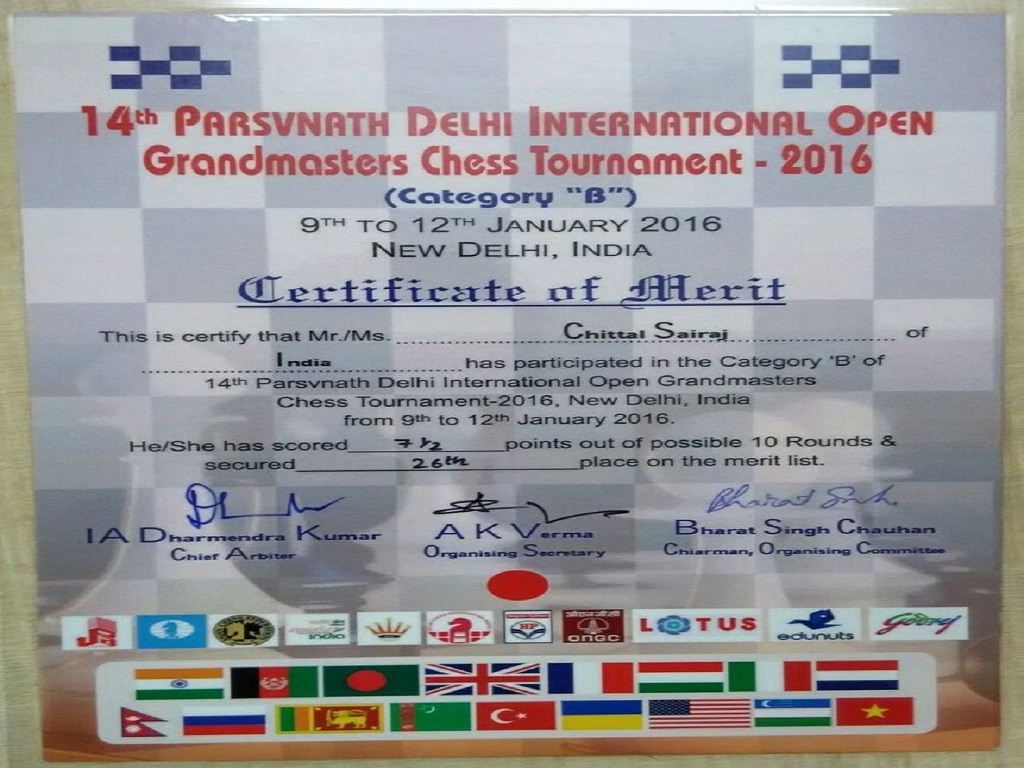 14th PARSVNATH DELHI INTERNATIONAL OPEN
Grandmasters Chess Tournament - 2016
(Category "B")
9TH TO 12TH JANUARY 2016
NEW DELHI, INDIA
Certificate of Merit
This is certify that Mr./Ms. Chittal Sairaj of
India has participated in the Category 'B' of
14th Parsvnath Delhi International Open Grandmasters
Chess Tournament-2016, New Delhi, India
from 9th to 12th January 2016.
He/She has scored 7 1/2 points out of possible 10 Rounds &
secured 26th place on the merit list.
Bharat Singh
IA Dharmendra Kumar A K Verma Bharat Singh Chauhan
Chief Arbiter Organising Secretary Chiarman, Organising Committee
india HP ओएनजीसी ONGC LOTUS edunuts Godrej